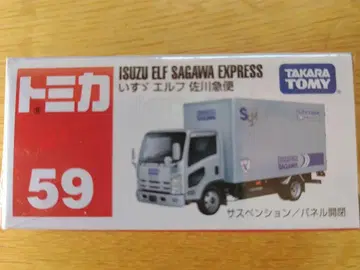 トミカ
®
59
ISUZU ELF SAGAWA EXPRESS
いすゞ エルフ 佐川急便
TAKARA
TOMY
サスペンション／パネル開閉